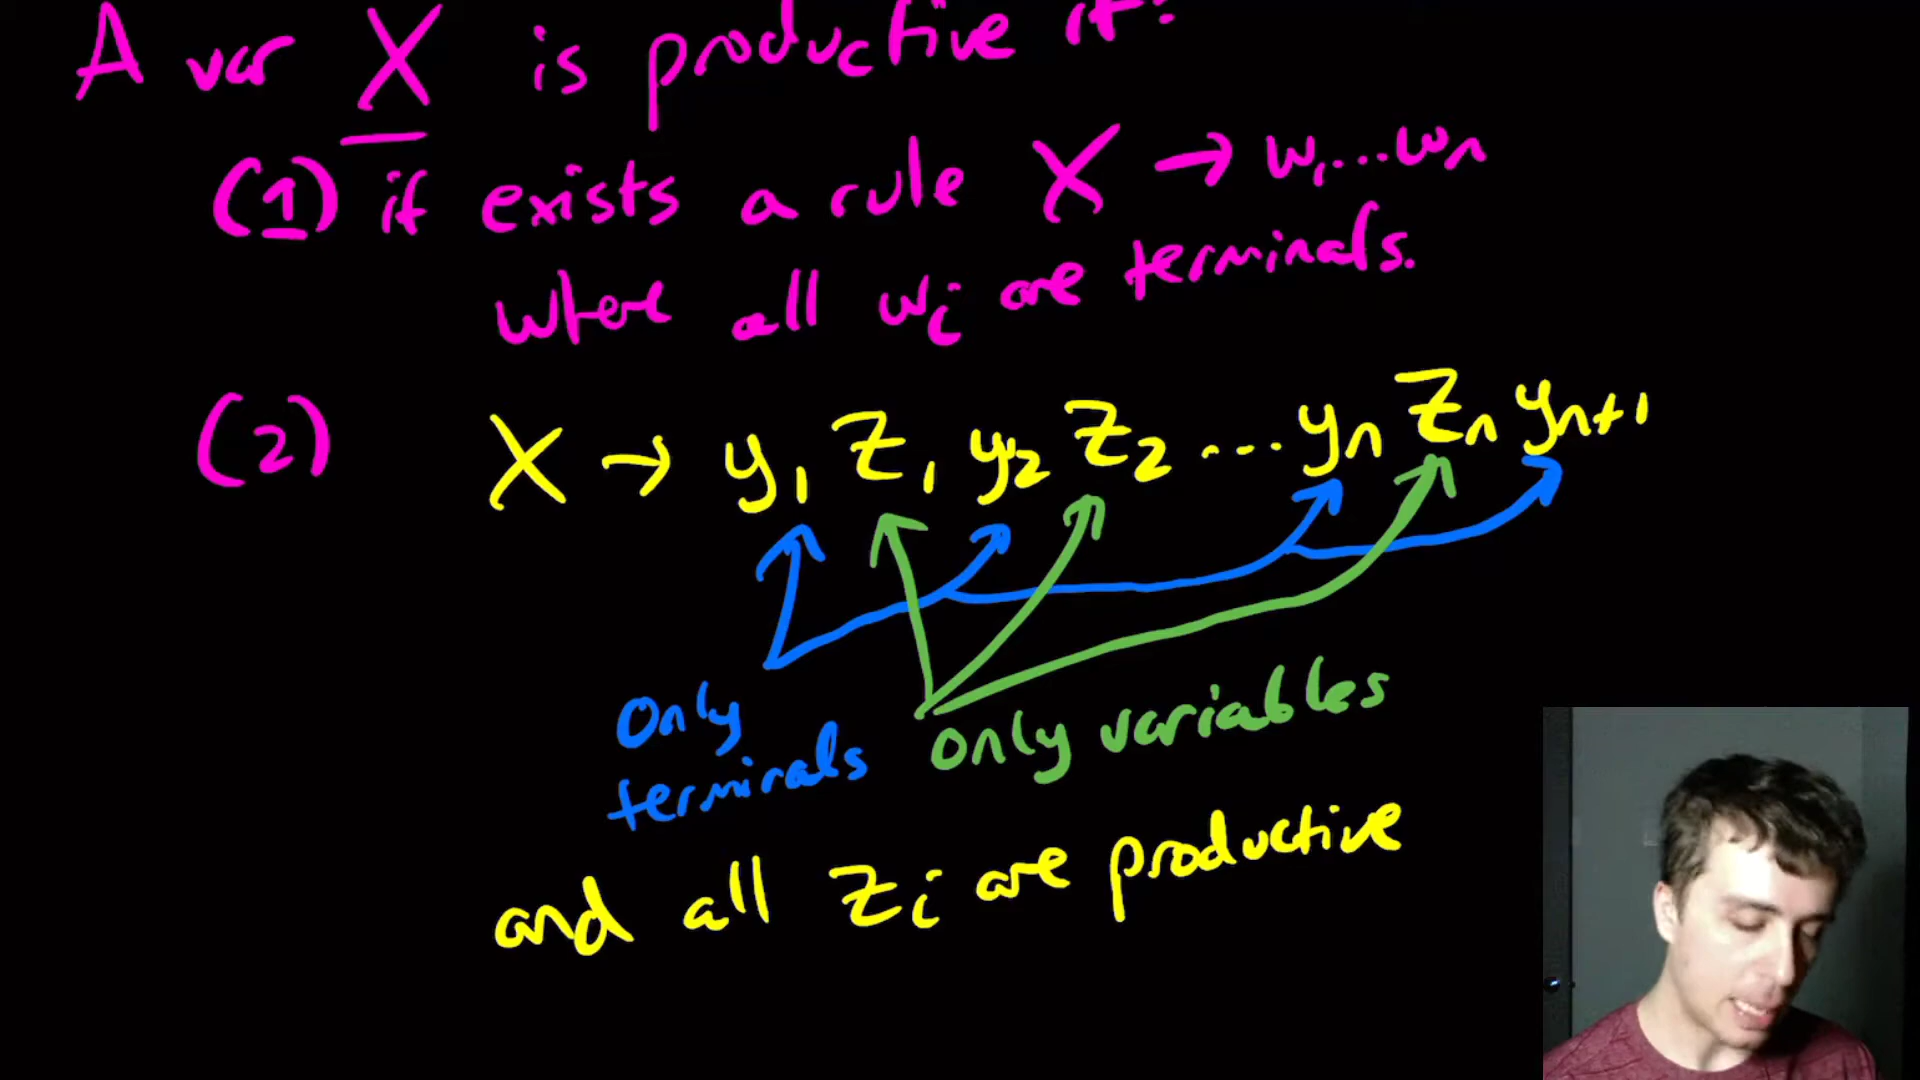 A var X is productive if:
(1) if exists a rule X → w₁...wₙ
where all wᵢ are terminals.
(2) X → y₁ Z₁ y₂ Z₂ ... yₙ Zₙ yₙ₊₁
only terminals
only variables
and all Zᵢ are productive